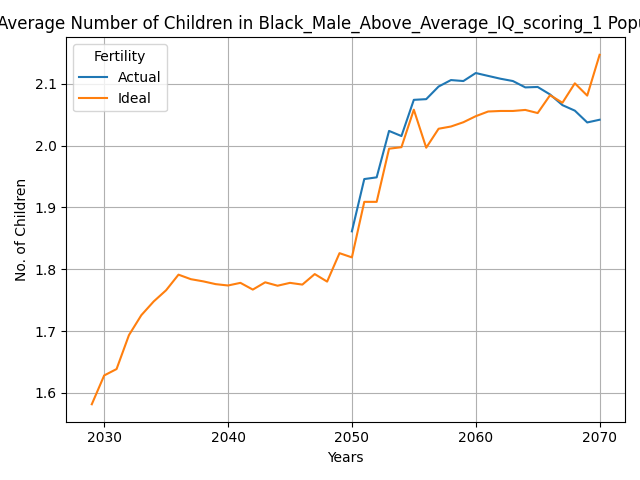 Average Number of Children in Black_Male_Above_Average_IQ_scoring_1 Popu
Fertility
Actual
Ideal
No. of Children
2.1
2.0
1.9
1.8
1.7
1.6
2030 2040 2050 2060 2070
Years